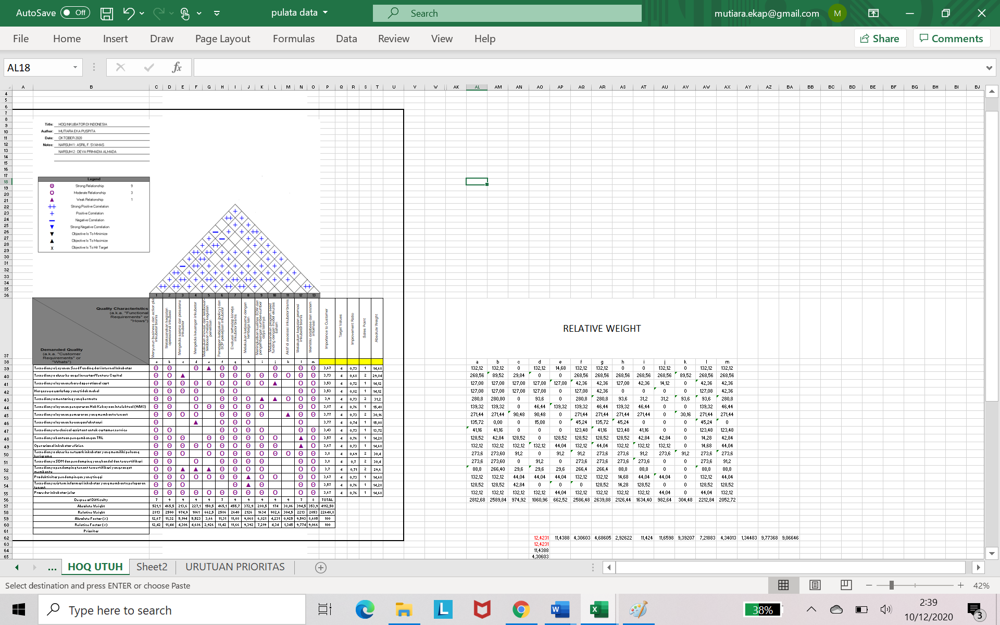 AutoSave Off pulata data Search mutiara.ekap@gmail.com M
File Home Insert Draw Page Layout Formulas Data Review View Help Share Comments
AL18 fx
A B C D E F G H I J K L M N O P Q R S T U V W AK AL AM AN AO AP AQ AR AS AT AU AV AW AX AY AZ BA BB BC BD BE BF BG BH BI BJ
Title: HOQ INKUBATOR DI INDONESIA
Author: MUTIARA EKA PUSPITA
Date: OKTOBER 2020
Notes: NARSUM 1: ASRIL F. SYAMAS
NARSUM 2 : DEVA PRIMADIA ALMADA
Legend
Strong Relationship 9
Moderate Relationship 3
Weak Relationship 1
Strong Positive Correlation
Positive Correlation
Negative Correlation
Strong Negative Correlation
Objective Is To Minimize
Objective Is To Maximize
X Objective Is To Hit Target
1 2 3 4 5 6 7 8 9 10 11 12 13
Quality Characteristics
(a.k.a. "Functional
Requirements" or
"Hows")
Demanded Quality
(a.k.a. "Customer
Requirements" or
"Whats")
Melaksanakan kegiatan operasional inkubasi
Mengelola sarana dan prasarana inkubator
Mengelola keuangan inkubator
Evaluasi terhadap kinerja inkubator bisnis
Melakukan kerjasama dengan lembaga lain
Aktif di asosiasi inkubator bisnis
Melakukan kegiatan promosi inkubator bisnis
Memiliki database dan sistem informasi
Importance to Customer
Target Values
Improvement Ratio
Sales Point
Absolute Weight
RELATIVE WEIGHT
a b c d e f g h i j k l m
a b c d e f g h i j k l m
Tersedianya Layanan Seed Funding dari internal Inkubator 3,67 4 0,73 1 14,68
132,12 132,12 0 132,12 14,68 132,12 132,12 0 0 132,12 0 132,12 132,12
Tersedianya akses ke angel investor/Venture Capital 3,73 4 0,68 2 29,84
268,56 89,52 29,84 0 0 268,56 268,56 268,56 268,56 268,56 89,52 268,56 268,56
Tersedianya layanan shared operational cost 3,53 4 0,72 1 14,12
127,08 127,08 127,08 127,08 127,08 42,36 42,36 127,08 42,36 14,12 0 42,36 42,36
Harga sewa workshop yang tidak mahal 3,53 4 0,82 1 14,12
127,08 127,08 127,08 127,08 0 127,08 42,36 0 0 0 0 127,08 42,36
Tersedianya mentoring yang bermutu 3,9 4 0,73 2 31,2
280,8 280,80 0 93,6 0 280,8 280,8 93,6 31,2 31,2 93,6 93,6 280,8
Tersedianya layanan pengurusan Hak Kekayaan Intelektual (HAKI) 3,87 4 0,76 1 15,48
139,32 139,32 0 46,44 139,32 139,32 46,44 139,32 46,44 0 0 139,32 46,44
Tersedianya layanan pemasaran yang membantu tenant 3,77 4 0,73 2 30,16
271,44 271,44 90,48 90,48 0 271,44 271,44 271,44 271,44 0 30,16 271,44 271,44
Tersedianya layanan keuangan/akutansi 3,77 4 0,74 1 15,08
135,72 0,00 0 15,08 0 45,24 135,72 45,24 0 0 0 45,24 0
Tersedianya technical assistant untuk customer service 3,43 4 0,73 1 13,72
41,16 41,16 0 0 0 123,48 41,16 123,48 41,16 0 0 123,48 123,48
Tersedianya bantuan pengembangan TRL 3,57 4 0,76 1 14,28
128,52 42,84 128,52 0 128,52 128,52 128,52 128,52 42,84 42,84 0 14,28 42,84
Operasional inkubator efisien 3,67 4 0,73 1 14,68
132,12 132,12 132,12 132,12 44,04 132,12 44,04 132,12 132,12 132,12 0 14,68 44,04
Tersedianya akses ke network inkubator yang memiliki peluang kerjasama 3,8 4 0,69 2 30,4
273,6 273,60 91,2 0 91,2 91,2 273,6 273,6 91,2 273,6 91,2 273,6 273,6
Tersedianya SDM dan pendamping yang handal dan tersertifikasi 3,8 4 0,7 2 30,4
273,6 273,60 0 91,2 0 273,6 273,6 273,6 273,6 0 0 273,6 91,2
Tersedianya pendamping tenant tersertifikasi yang sangat membantu 3,7 4 0,71 2 29,6
88,8 266,40 29,6 29,6 29,6 266,4 266,4 88,8 88,8 0 0 88,8 88,8
Produktivitas pendampingan yang tinggi 3,67 4 0,73 1 14,68
132,12 132,12 44,04 44,04 44,04 132,12 132,12 14,68 44,04 44,04 0 132,12 44,04
Tersedianya sistem informasi inkubator yang membantu pelaporan tenant 3,57 4 0,76 1 14,28
128,52 128,52 42,84 0 0 0 128,52 14,28 128,52 0 0 128,52 128,52
Prosedur inkubator jelas 3,67 4 0,76 1 14,68
132,12 132,12 132,12 132,12 44,04 132,12 132,12 132,12 132,12 44,04 0 44,04 132,12
Degree of Difficulty 7 9 9 9 9 9 9 9 9 9 9 7 8 TOTAL
2812,68 2589,84 974,92 1060,96 662,52 2586,48 2639,88 2126,44 1634,40 982,64 304,48 2212,84 2052,72
Absolute Weight 521,1 465,5 213,6 227,1 150,5 465,1 455,7 372,9 280,5 174 38,06 394,5 353,9 4112,50
Relative Weight 2813 2590 974,9 1061 662,5 2586 2640 2126 1634 982,6 304,5 2213 2053 22640,8
Absolute Factor (%) 12,67 11,32 5,194 5,523 3,66 11,31 11,08 9,068 6,821 4,231 0,925 9,593 8,605 100
Relative Factor (%) 12,42 11,44 4,306 4,686 2,926 11,42 11,66 9,392 7,219 4,34 1,345 9,774 9,066 100
Prioritas
12,4231 11,4388 4,30603 4,68605 2,92622 11,424 11,6598 9,39207 7,21883 4,34013 1,34483 9,77368 9,06646
12,4231
11,4388
4,30603
... HOQ UTUH Sheet2 URUTUAN PRIORITAS
Select destination and press ENTER or choose Paste 42%
Type here to search 38% 2:39
10/12/2020 3